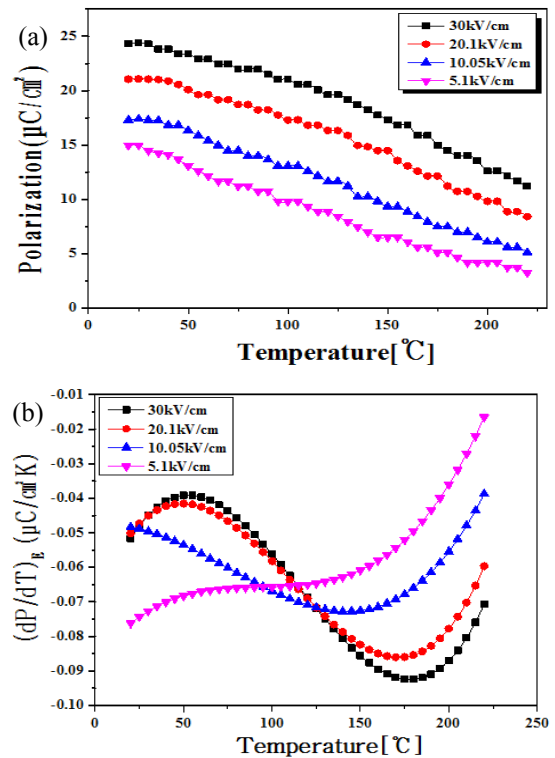 (a)
30kV/cm
20.1kV/cm
10.05kV/cm
5.1kV/cm
Polarization(μC/㎠)
25
20
15
10
5
0
0 50 100 150 200
Temperature[℃]
(b)
30kV/cm
20.1kV/cm
10.05kV/cm
5.1kV/cm
(dP/dT)E (μC/㎠K)
-0.01
-0.02
-0.03
-0.04
-0.05
-0.06
-0.07
-0.08
-0.09
-0.10
0 50 100 150 200 250
Temperature[℃]